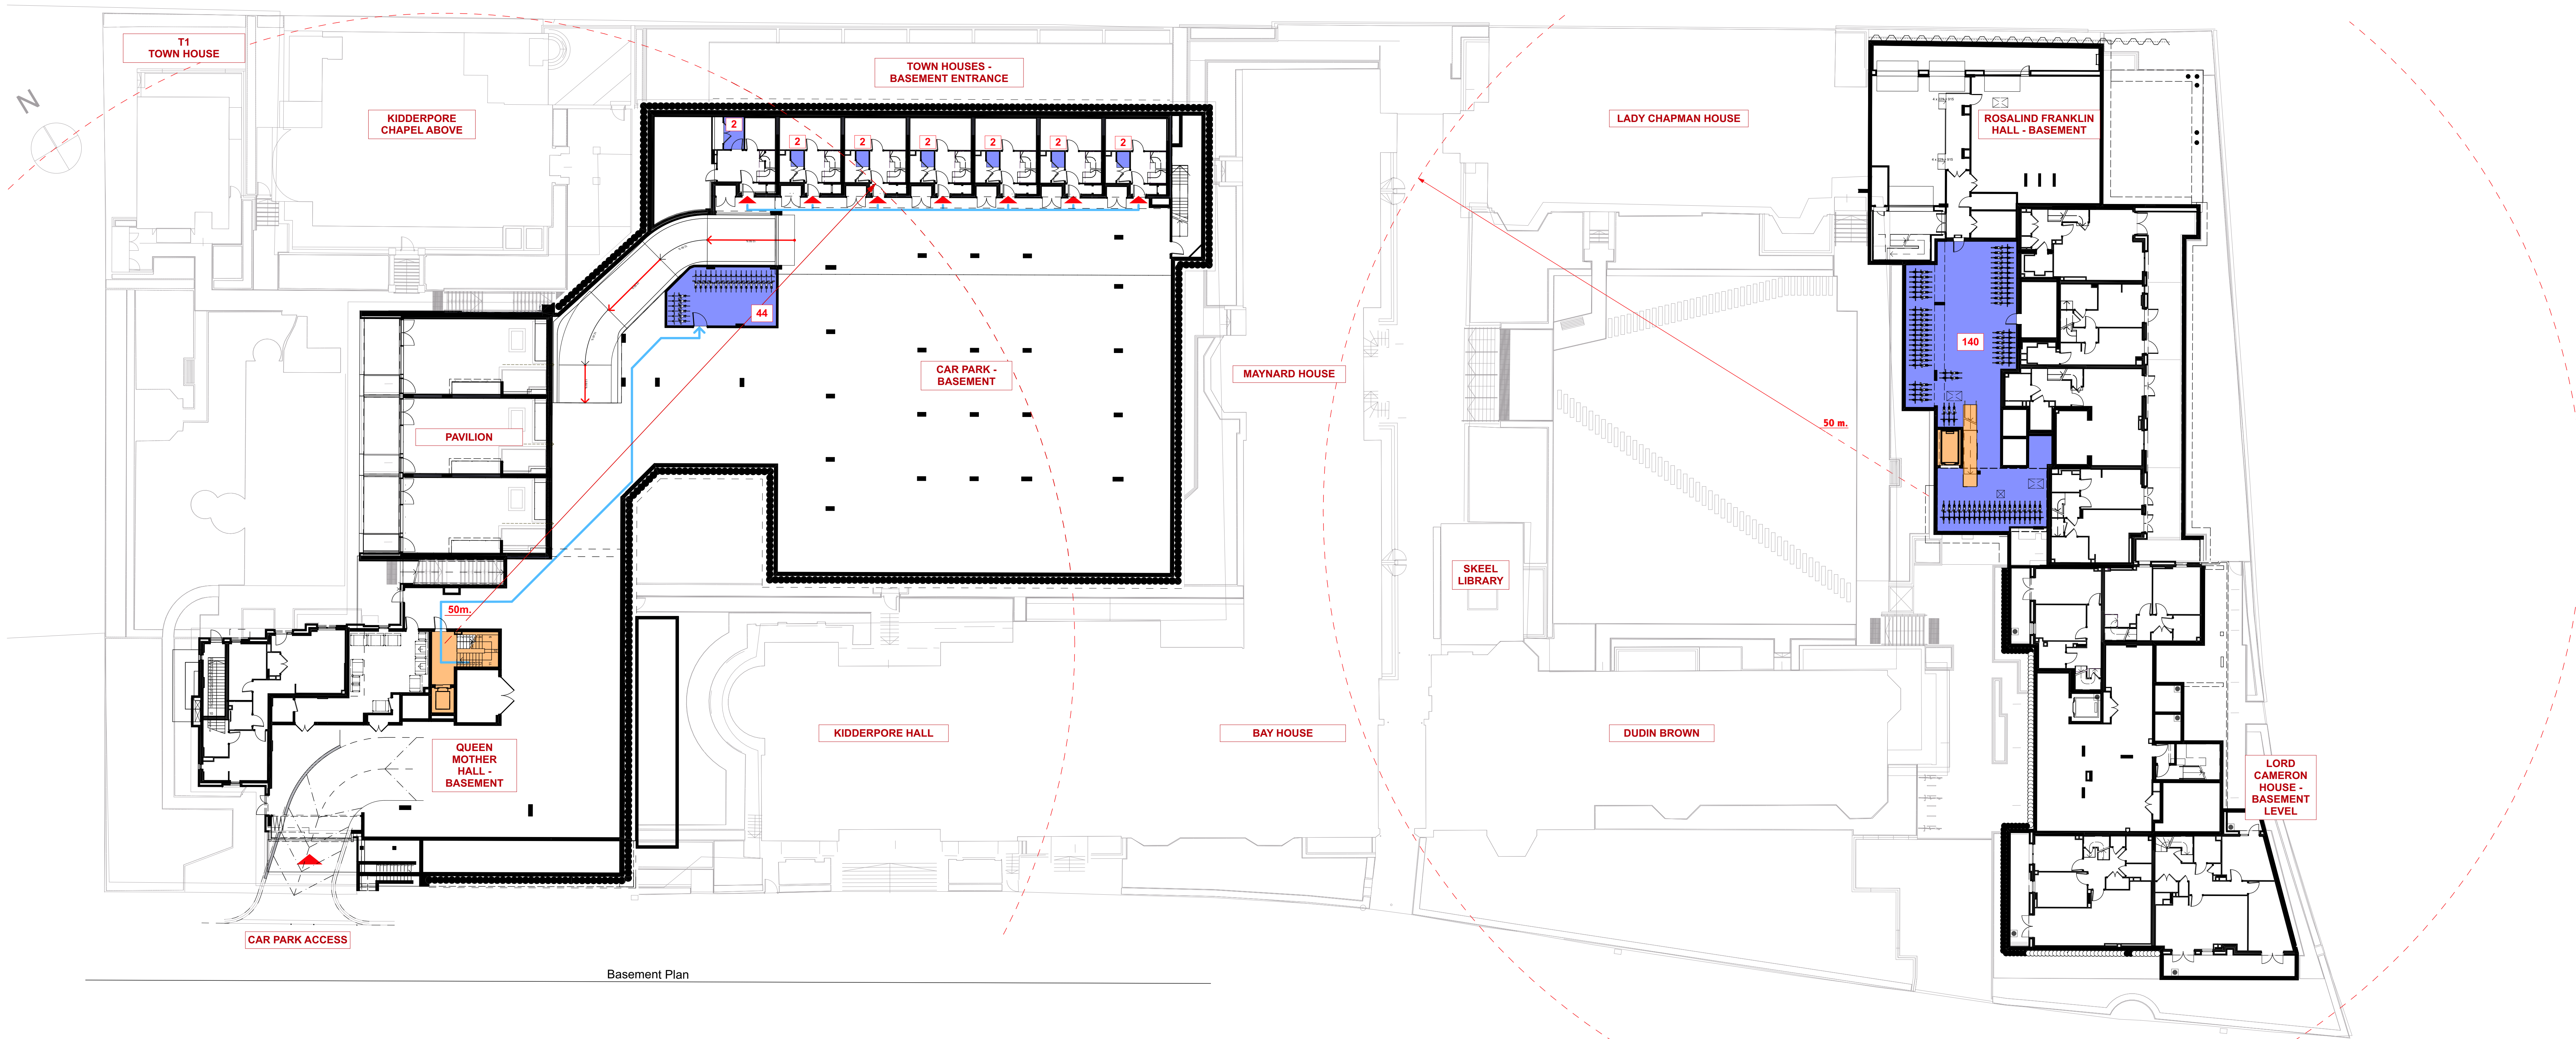 T1
TOWN HOUSE
N
KIDDERPORE
CHAPEL ABOVE
TOWN HOUSES -
BASEMENT ENTRANCE
2
2
2
2
2
2
2
44
CAR PARK -
BASEMENT
PAVILION
50m.
QUEEN
MOTHER
HALL -
BASEMENT
CAR PARK ACCESS
KIDDERPORE HALL
MAYNARD HOUSE
BAY HOUSE
LADY CHAPMAN HOUSE
50 m.
SKEEL
LIBRARY
DUDIN BROWN
ROSALIND FRANKLIN
HALL - BASEMENT
140
LORD
CAMERON
HOUSE -
BASEMENT
LEVEL
Basement Plan